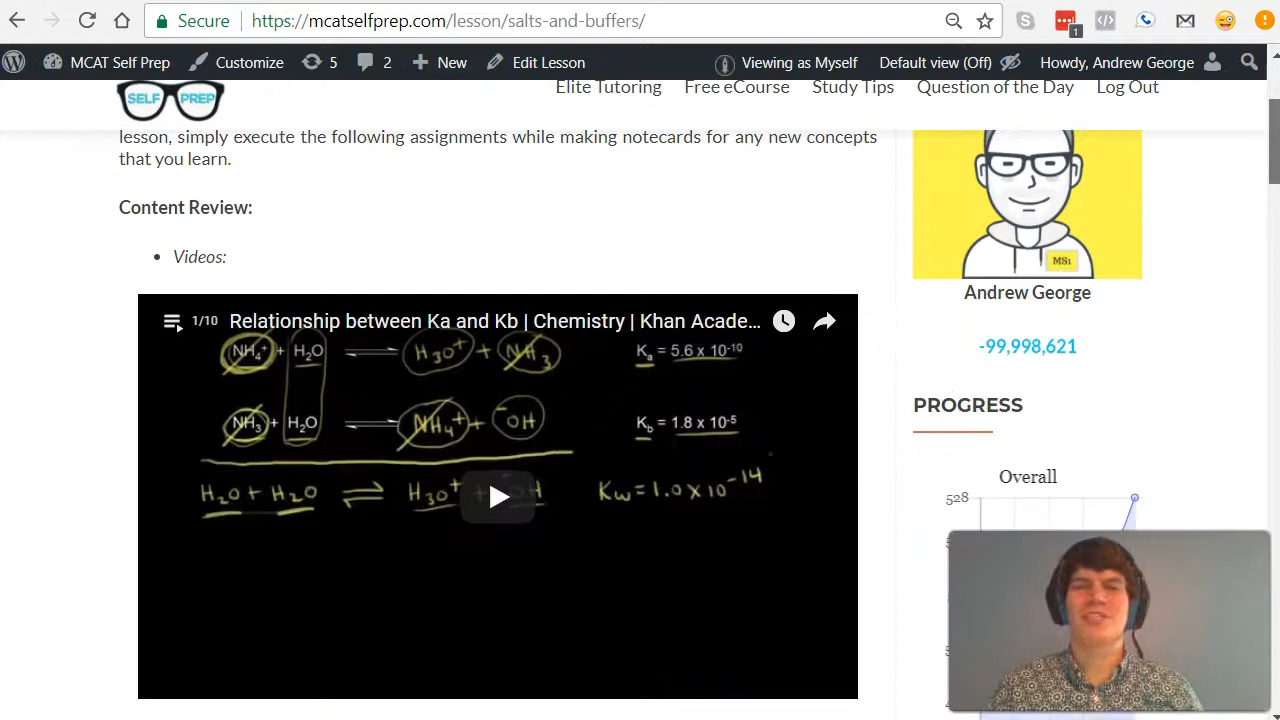 Secure
https://mcatselfprep.com/lesson/salts-and-buffers/
1
MCAT Self Prep
Customize
5
2
New
Edit Lesson
Viewing as Myself
Default view (Off)
Howdy, Andrew George
SELF PREP
Elite Tutoring
Free eCourse
Study Tips
Question of the Day
Log Out
lesson, simply execute the following assignments while making notecards for any new concepts
that you learn.
Content Review:
• Videos:
1/10 Relationship between Ka and Kb | Chemistry | Khan Acade...
NH₄⁺ + H₂O ⇌ H₃O⁺ + NH₃ Kₐ = 5.6 x 10⁻¹⁰
NH₃ + H₂O ⇌ NH₄⁺ + ⁻OH K_b = 1.8 x 10⁻⁵
H₂O + H₂O ⇌ H₃O⁺ + OH Kw = 1.0 x 10⁻¹⁴
MS1
Andrew George
-99,998,621
PROGRESS
Overall
528